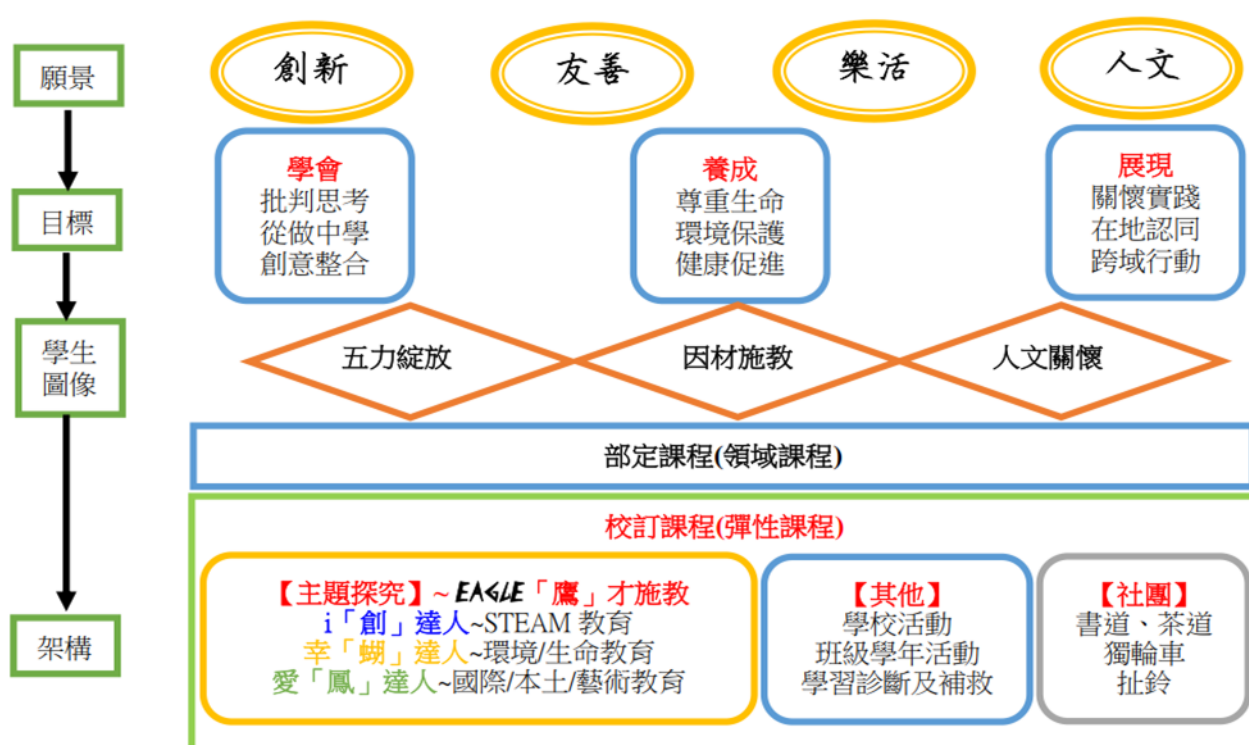 願景
創新
友善
樂活
人文
目標
學會
批判思考
從做中學
創意整合
養成
尊重生命
環境保護
健康促進
展現
關懷實踐
在地認同
跨域行動
學生
圖像
五力綻放
因材施教
人文關懷
架構
部定課程(領域課程)
校訂課程(彈性課程)
【主題探究】~ EAGLE「鷹」才施教
i「創」達人~STEAM 教育
幸「蝴」達人~環境/生命教育
愛「鳳」達人~國際/本土/藝術教育
【其他】
學校活動
班級學年活動
學習診斷及補救
【社團】
書道、茶道
獨輪車
扯鈴